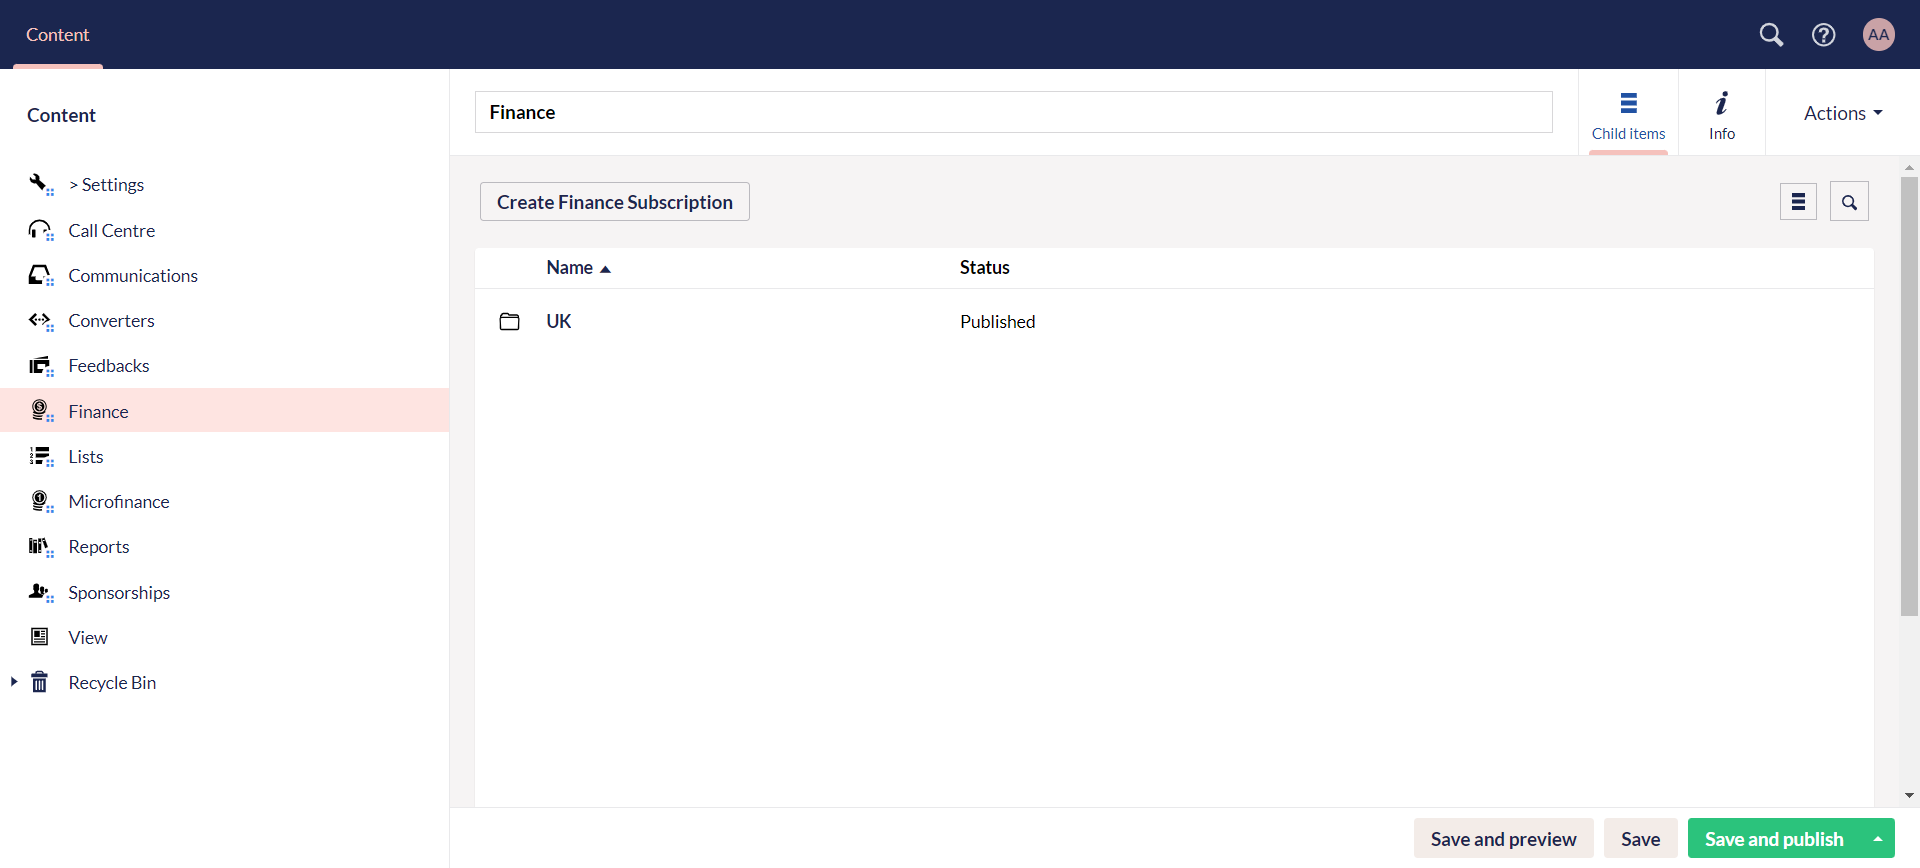 Content
AA
Content
> Settings
Call Centre
Communications
Converters
Feedbacks
Finance
Lists
Microfinance
Reports
Sponsorships
View
Recycle Bin
Finance
Child items
Info
Actions
Create Finance Subscription
Name
Status
UK
Published
Save and preview
Save
Save and publish